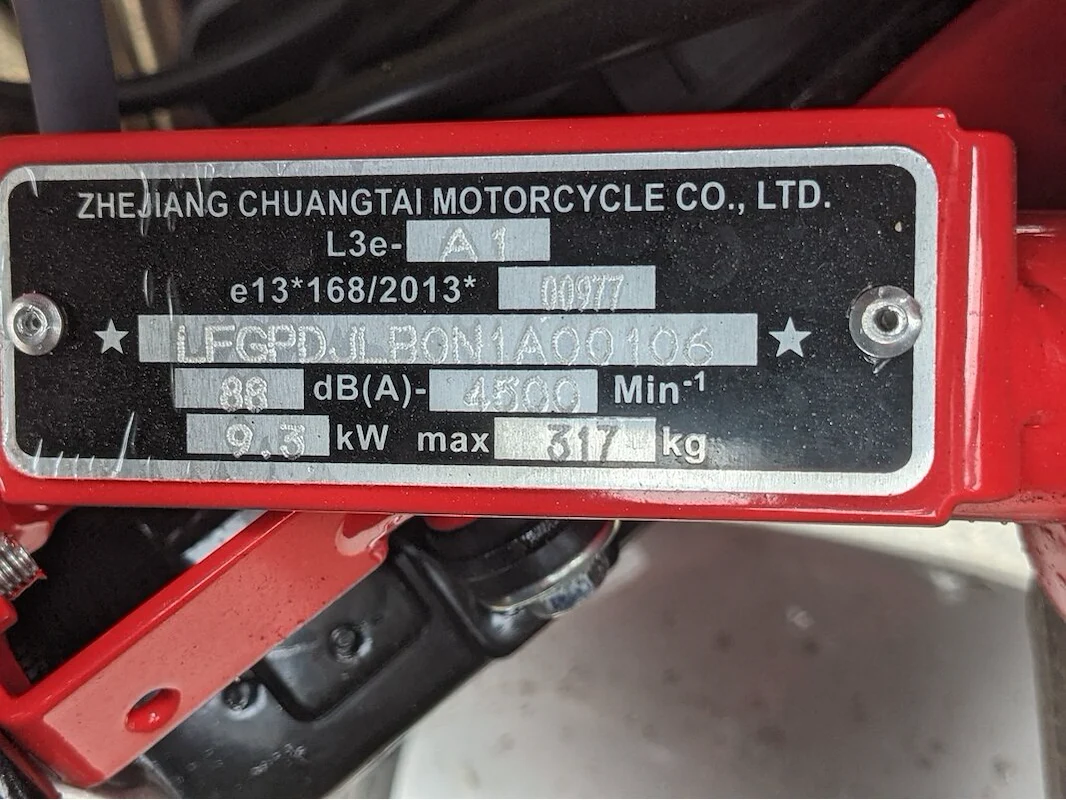 ZHEJIANG CHUANGTAI MOTORCYCLE CO., LTD.
L3e-A1
e13*168/2013* 00977
★ LFGPDJLB0N1A00106 ★
88 dB(A)-4500 Min-1
9.3 kW max 317 kg